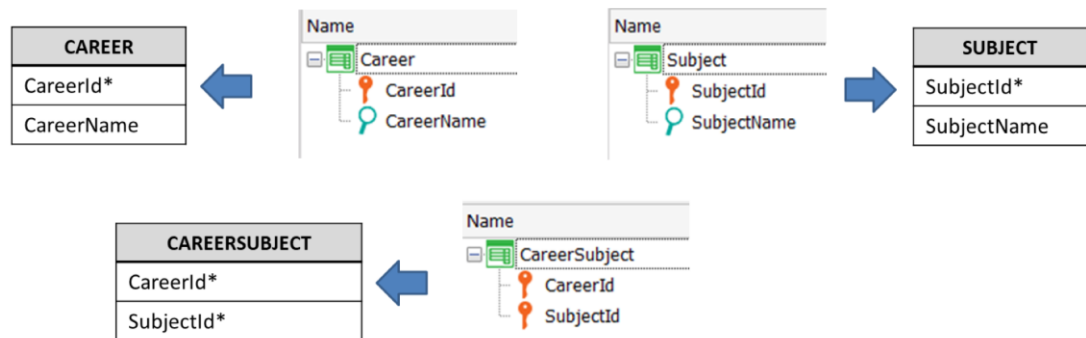 CAREER
CareerId*
CareerName
Name
Career
CareerId
CareerName
Name
Subject
SubjectId
SubjectName
SUBJECT
SubjectId*
SubjectName
CAREERSUBJECT
CareerId*
SubjectId*
Name
CareerSubject
CareerId
SubjectId